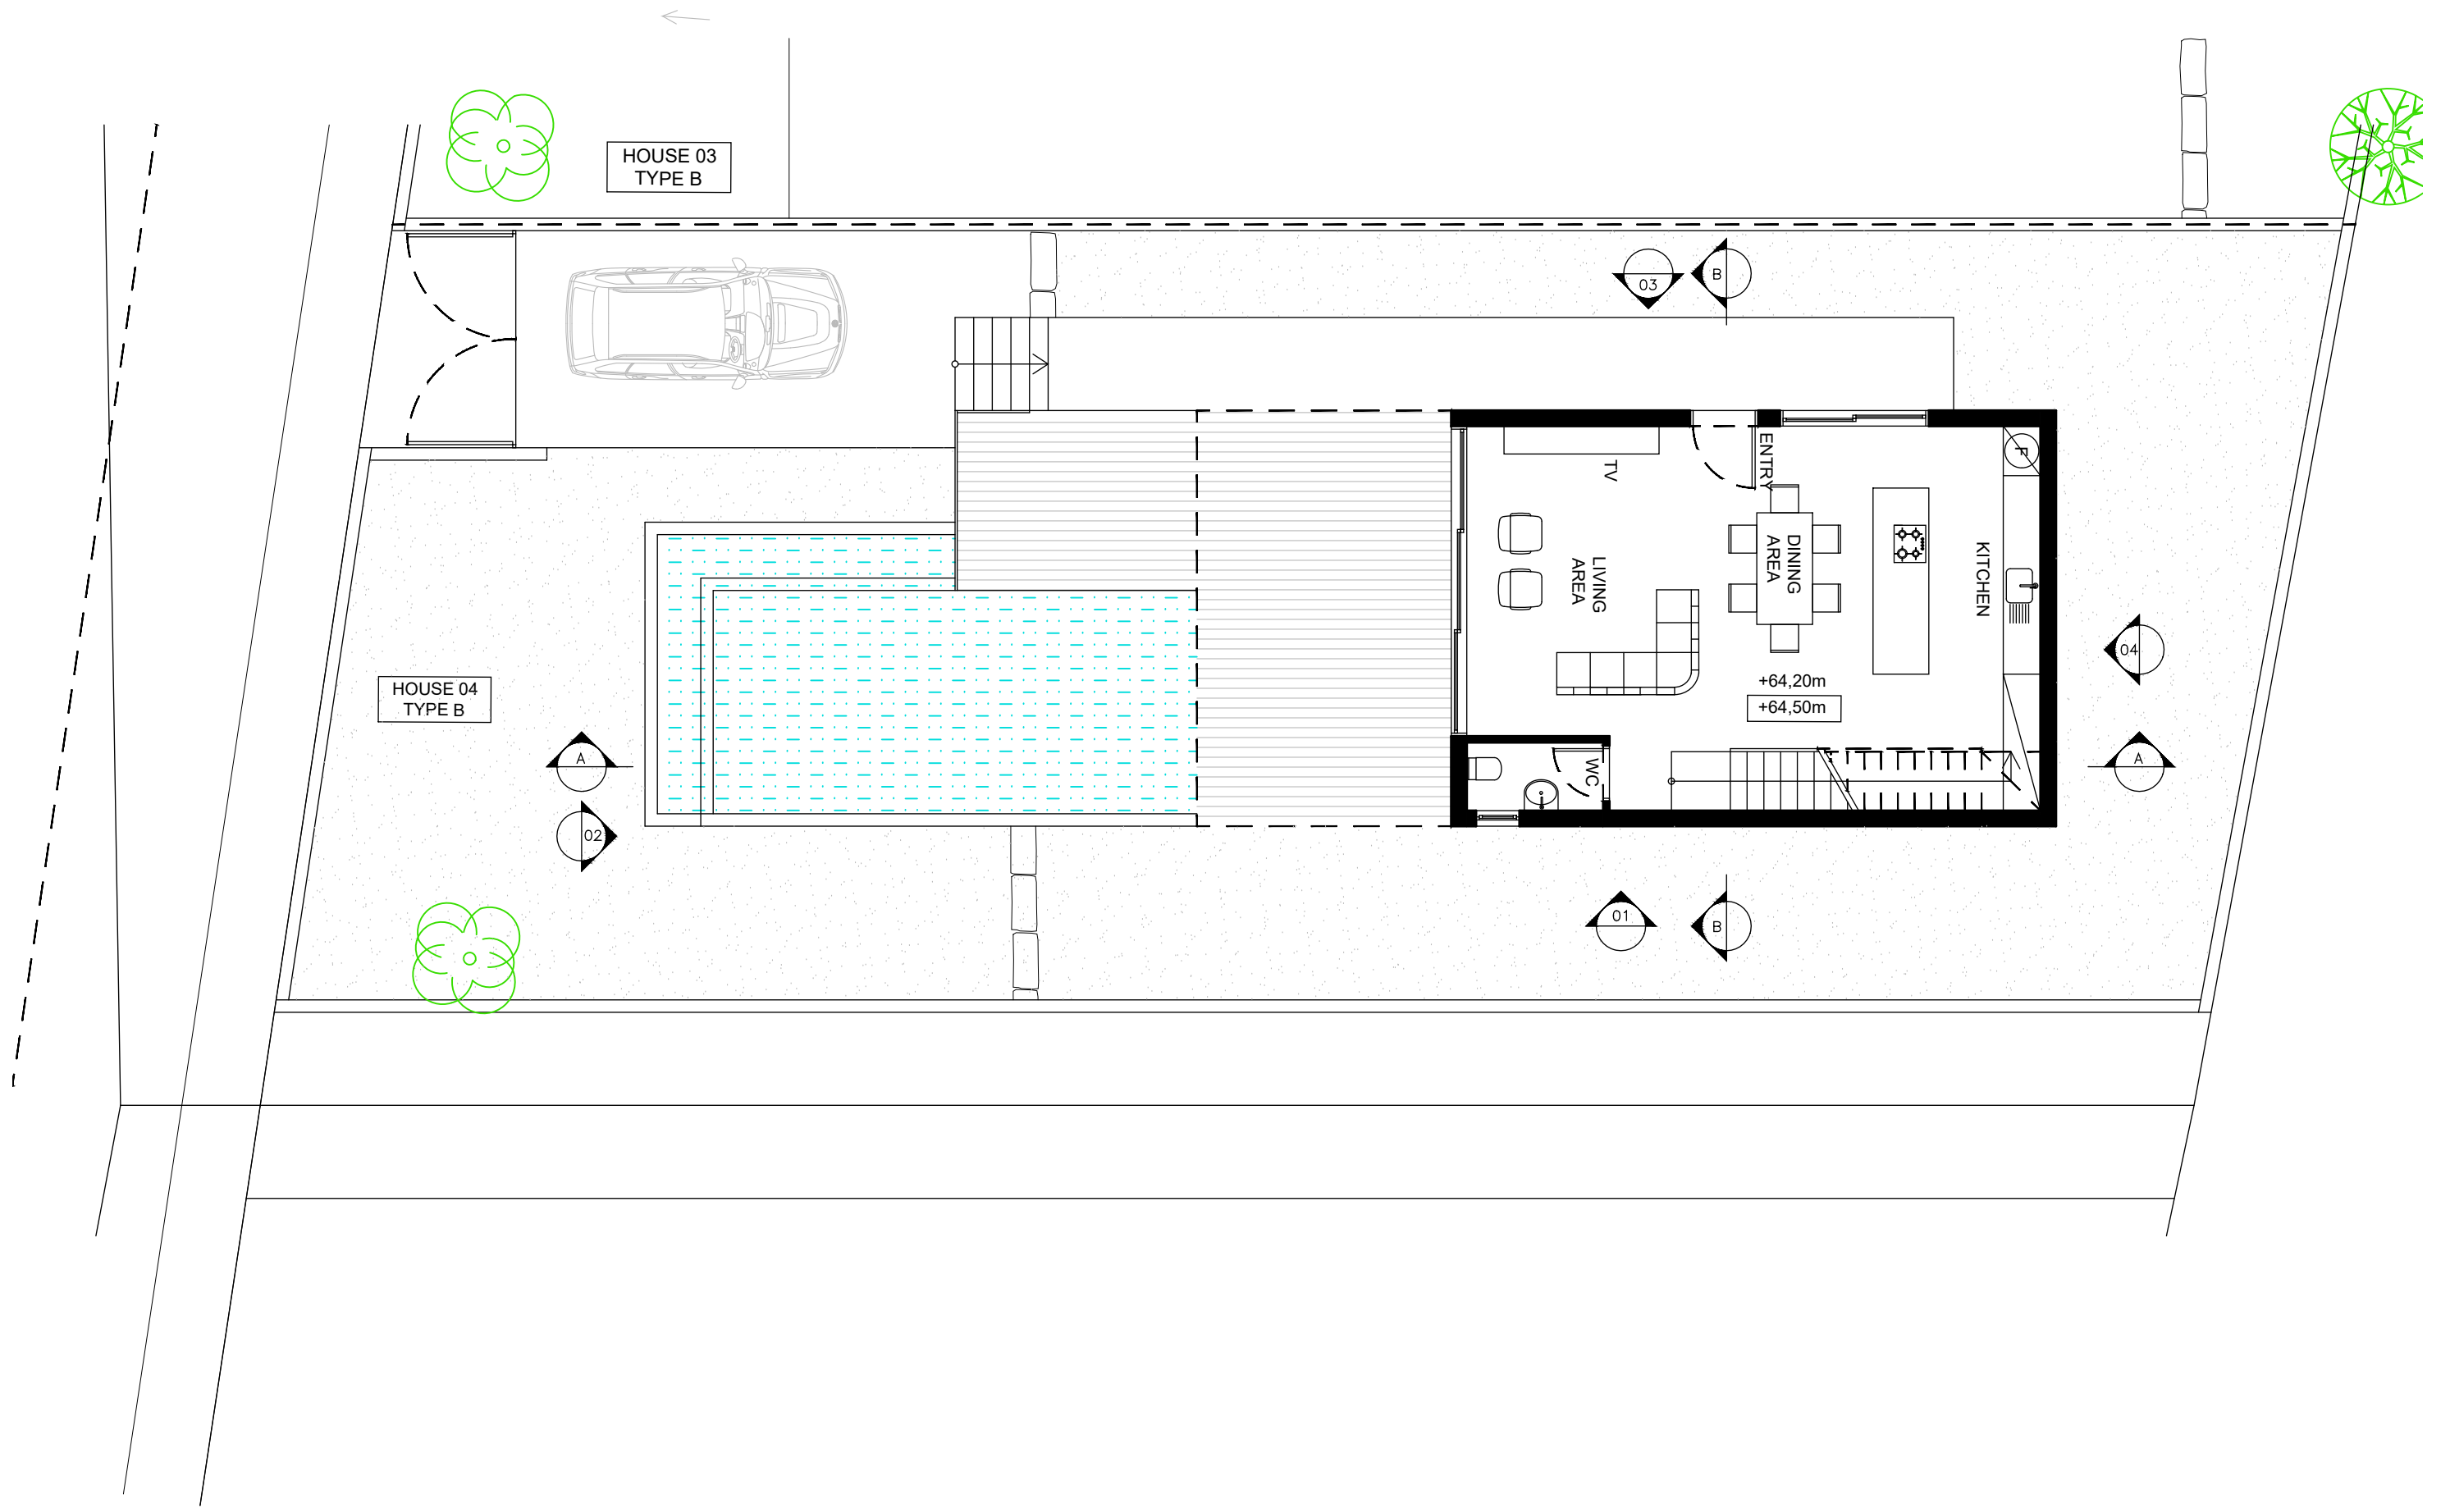 HOUSE 03
TYPE B
03
B
F
ENTRY
TV
DINING
AREA
KITCHEN
LIVING
AREA
04
+64,20m
+64,50m
HOUSE 04
TYPE B
A
A
WC
02
01
B